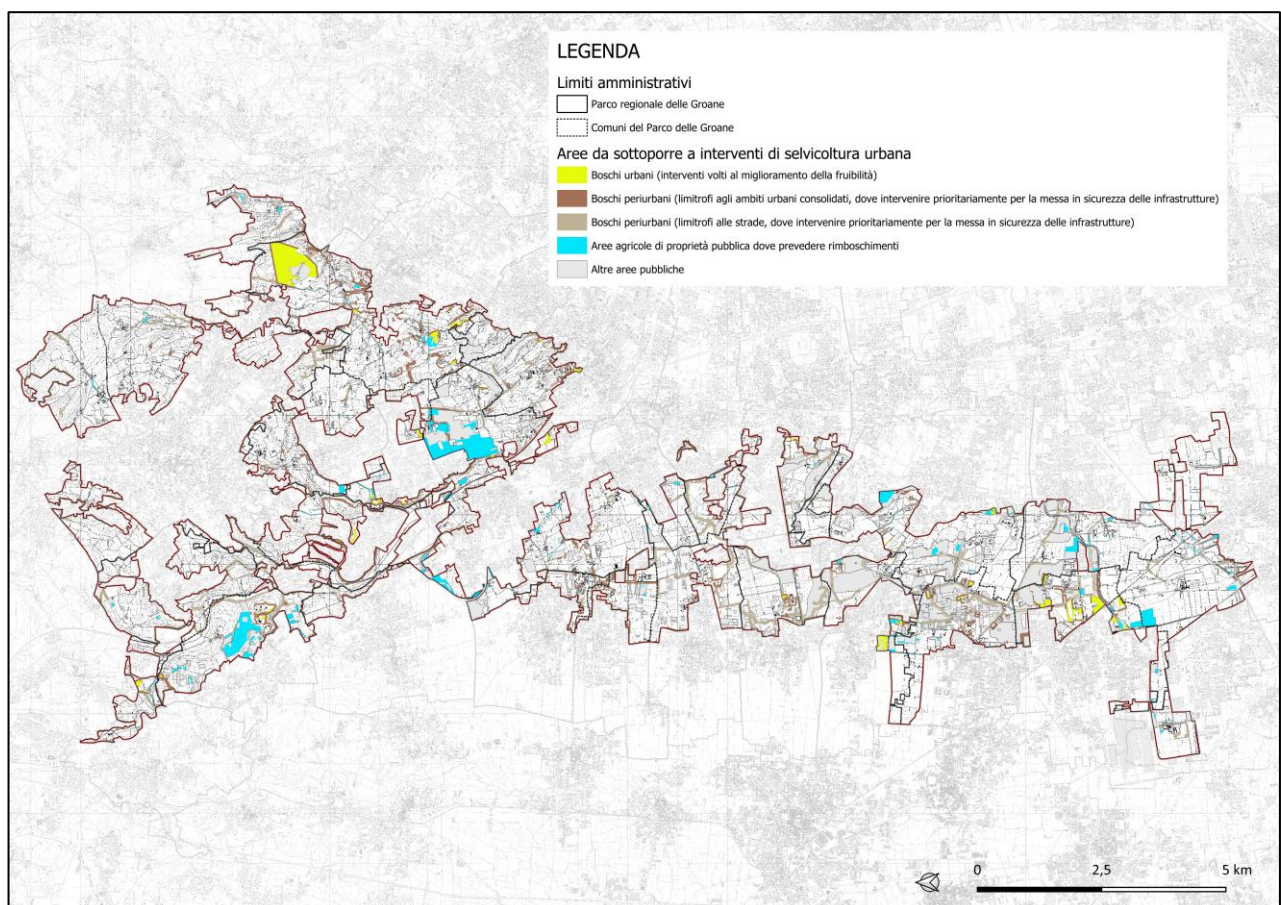 LEGENDA
Limiti amministrativi
Parco regionale delle Groane
Comuni del Parco delle Groane
Aree da sottoporre a interventi di selvicoltura urbana
Boschi urbani (interventi volti al miglioramento della fruibilità)
Boschi periurbani (limitrofi agli ambiti urbani consolidati, dove intervenire prioritariamente per la messa in sicurezza delle infrastrutture)
Boschi periurbani (limitrofi alle strade, dove intervenire prioritariamente per la messa in sicurezza delle infrastrutture)
Aree agricole di proprietà pubblica dove prevedere rimboschimenti
Altre aree pubbliche
0 2,5 5 km